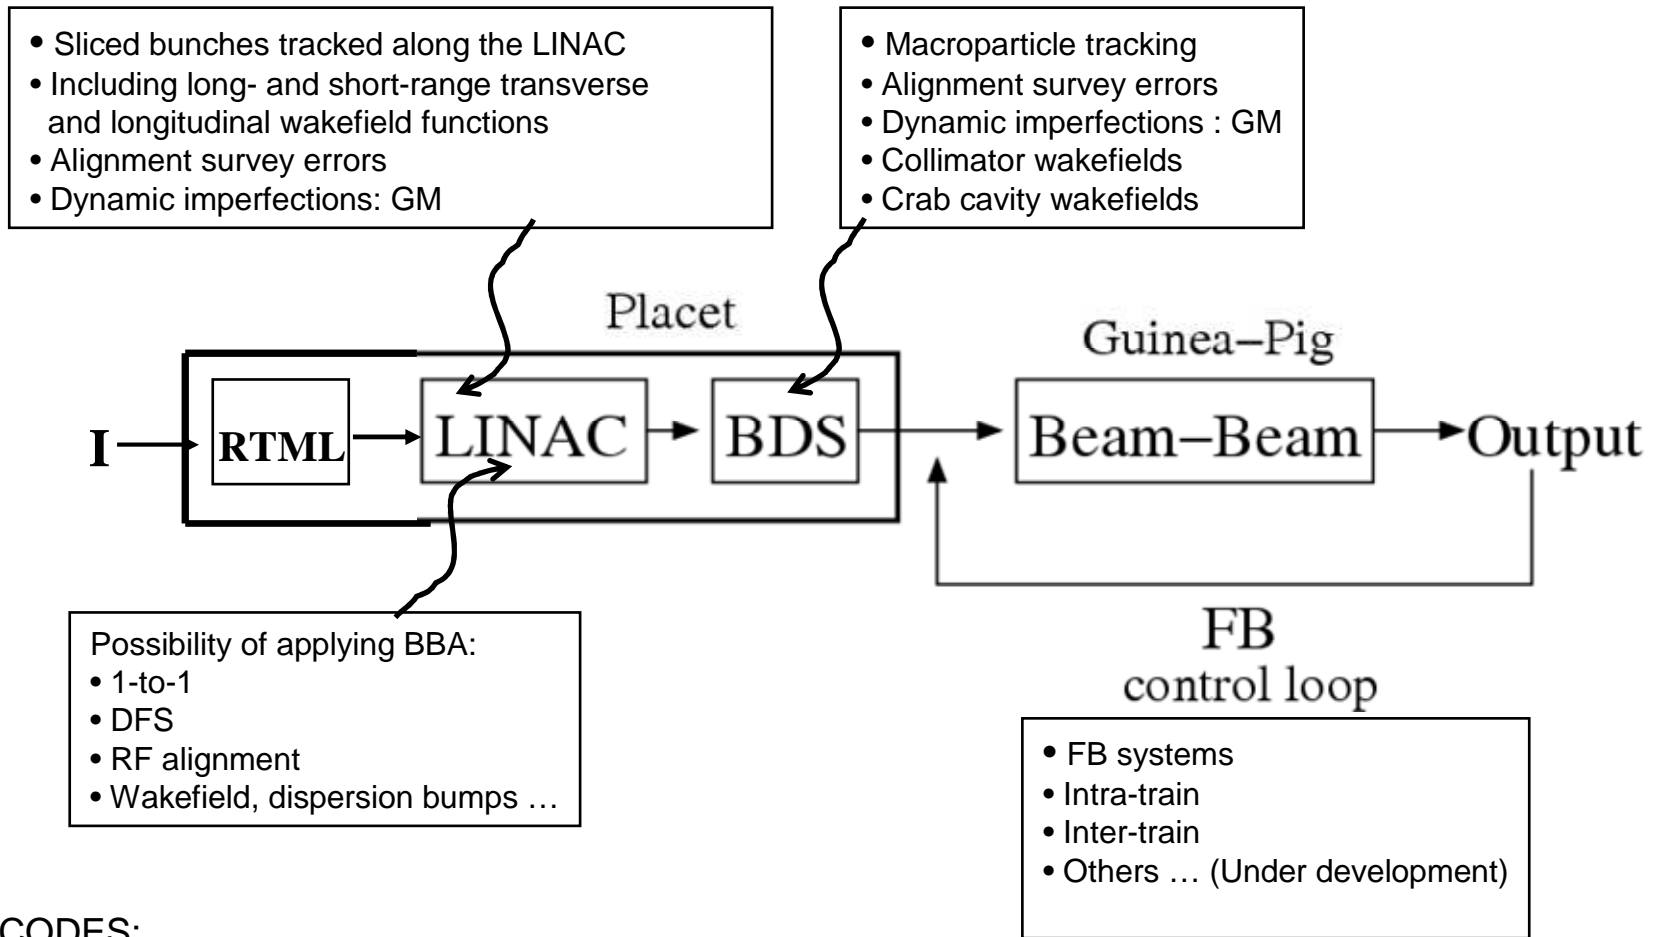 • Sliced bunches tracked along the LINAC
• Including long- and short-range transverse
and longitudinal wakefield functions
• Alignment survey errors
• Dynamic imperfections: GM
• Macroparticle tracking
• Alignment survey errors
• Dynamic imperfections : GM
• Collimator wakefields
• Crab cavity wakefields
Placet
Guinea–Pig
I
RTML
LINAC
BDS
Beam–Beam
Output
FB
control loop
Possibility of applying BBA:
• 1-to-1
• DFS
• RF alignment
• Wakefield, dispersion bumps …
• FB systems
• Intra-train
• Inter-train
• Others … (Under development)
CODES: